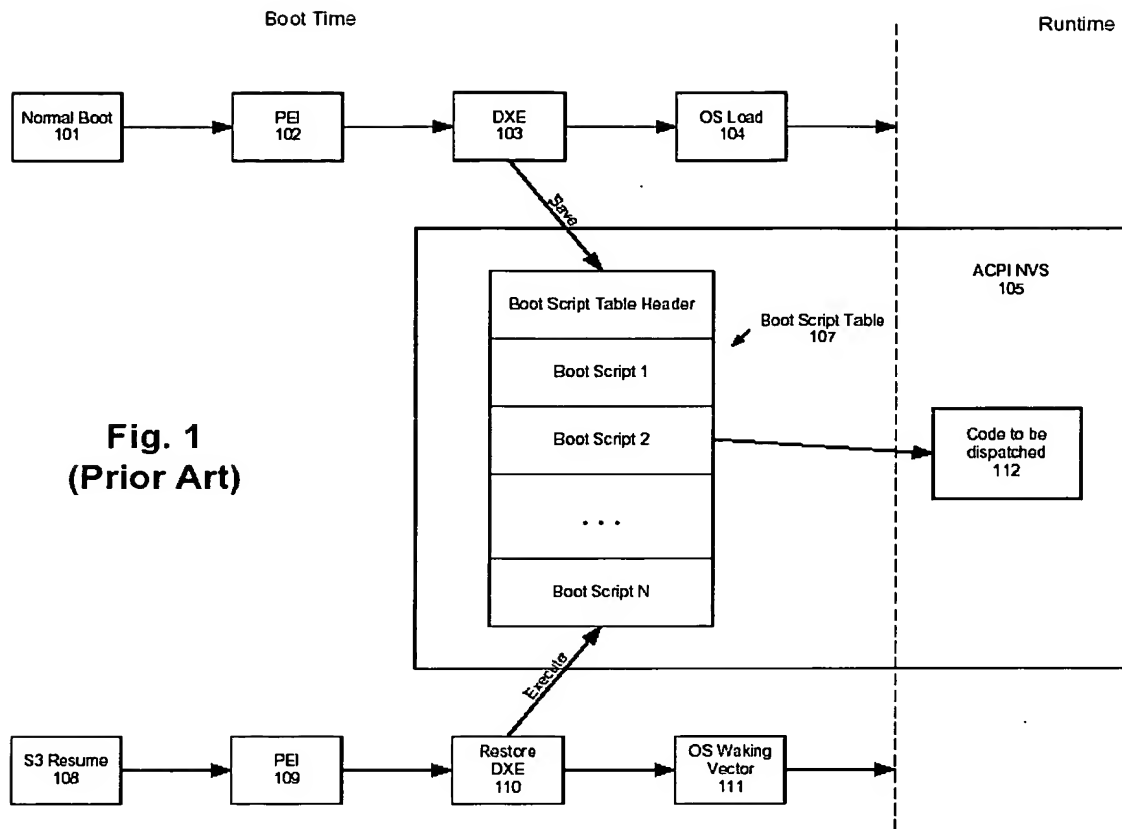 Boot Time
Runtime
Normal Boot
101
PEI
102
DXE
103
OS Load
104
Save
ACPI NVS
105
Boot Script Table Header
Boot Script Table
107
Boot Script 1
Boot Script 2
Code to be
dispatched
112
. . .
Boot Script N
Fig. 1
(Prior Art)
Execute
S3 Resume
108
PEI
109
Restore
DXE
110
OS Waking
Vector
111